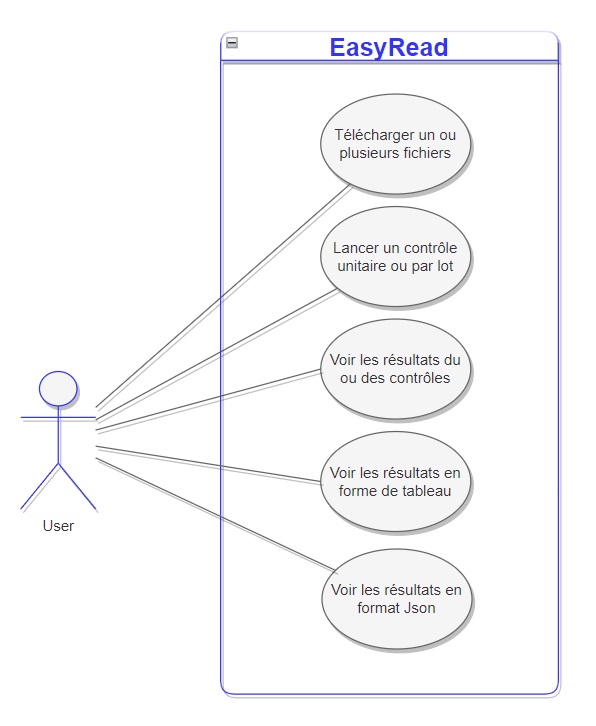 EasyRead
Télécharger un ou
plusieurs fichiers
Lancer un contrôle
unitaire ou par lot
Voir les résultats du
ou des contrôles
Voir les résultats en
forme de tableau
Voir les résultats en
format Json
User